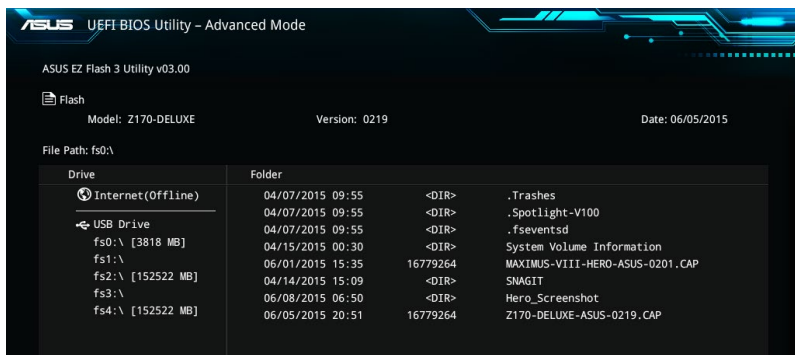 ASUS UEFI BIOS Utility – Advanced Mode
ASUS EZ Flash 3 Utility v03.00
Flash
Model: Z170-DELUXE Version: 0219 Date: 06/05/2015
File Path: fs0:\
Drive Folder
Internet(Offline) 04/07/2015 09:55 <DIR> .Trashes
04/07/2015 09:55 <DIR> .Spotlight-V100
USB Drive 04/07/2015 09:55 <DIR> .fseventsd
fs0:\ [3818 MB] 04/15/2015 00:30 <DIR> System Volume Information
fs1:\ 06/01/2015 15:35 16779264 MAXIMUS-VIII-HERO-ASUS-0201.CAP
fs2:\ [152522 MB] 04/14/2015 15:09 <DIR> SNAGIT
fs3:\ 06/08/2015 06:50 <DIR> Hero_Screenshot
fs4:\ [152522 MB] 06/05/2015 20:51 16779264 Z170-DELUXE-ASUS-0219.CAP